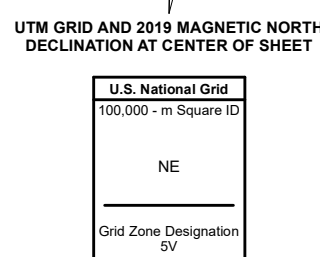 UTM GRID AND 2019 MAGNETIC NORTH
DECLINATION AT CENTER OF SHEET
U.S. National Grid
100,000 - m Square ID
NE
Grid Zone Designation
5V